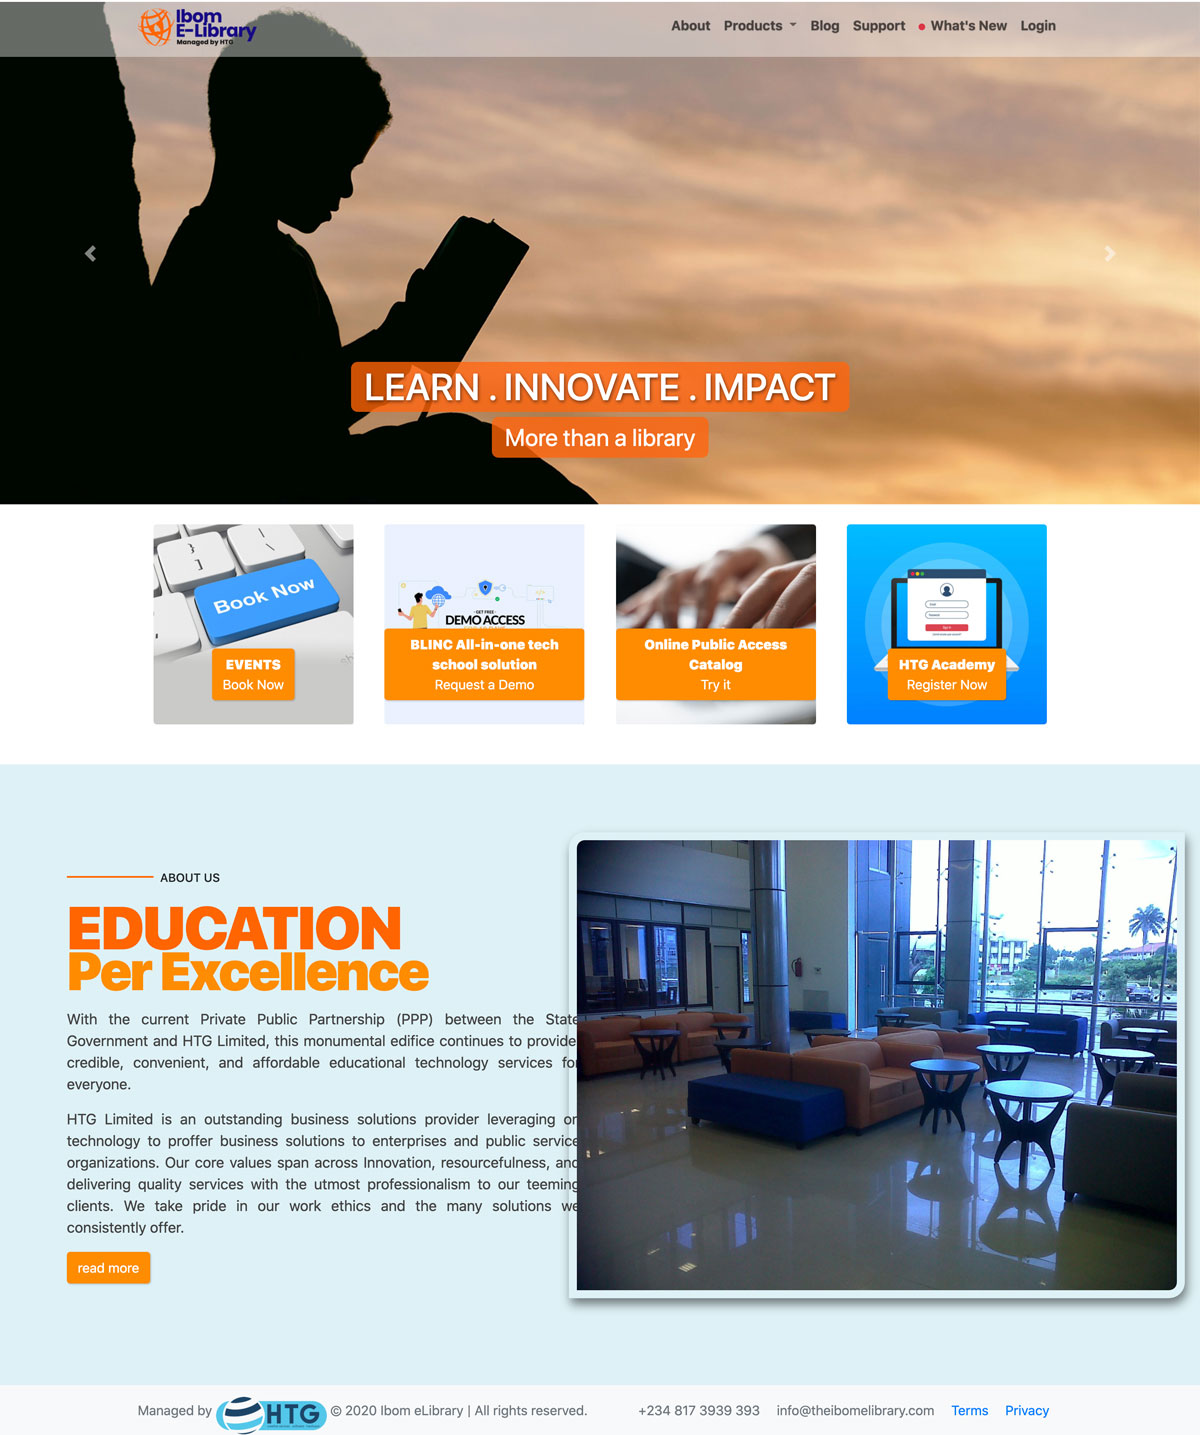 Ibom
E-Library
Managed by HTG
About Products Blog Support What's New Login
LEARN . INNOVATE . IMPACT
More than a library
Book Now
EVENTS
Book Now
- GET FREE -
DEMO ACCESS
BLINC All-in-one tech
school solution
Request a Demo
Online Public Access
Catalog
Try it
HTG Academy
Register Now
ABOUT US
EDUCATION
Per Excellence
With the current Private Public Partnership (PPP) between the State
Government and HTG Limited, this monumental edifice continues to provide
credible, convenient, and affordable educational technology services for
everyone.
HTG Limited is an outstanding business solutions provider leveraging on
technology to proffer business solutions to enterprises and public service
organizations. Our core values span across Innovation, resourcefulness, and
delivering quality services with the utmost professionalism to our teeming
clients. We take pride in our work ethics and the many solutions we
consistently offer.
read more
Managed by HTG © 2020 Ibom eLibrary | All rights reserved. +234 817 3939 393 info@theibomelibrary.com Terms Privacy